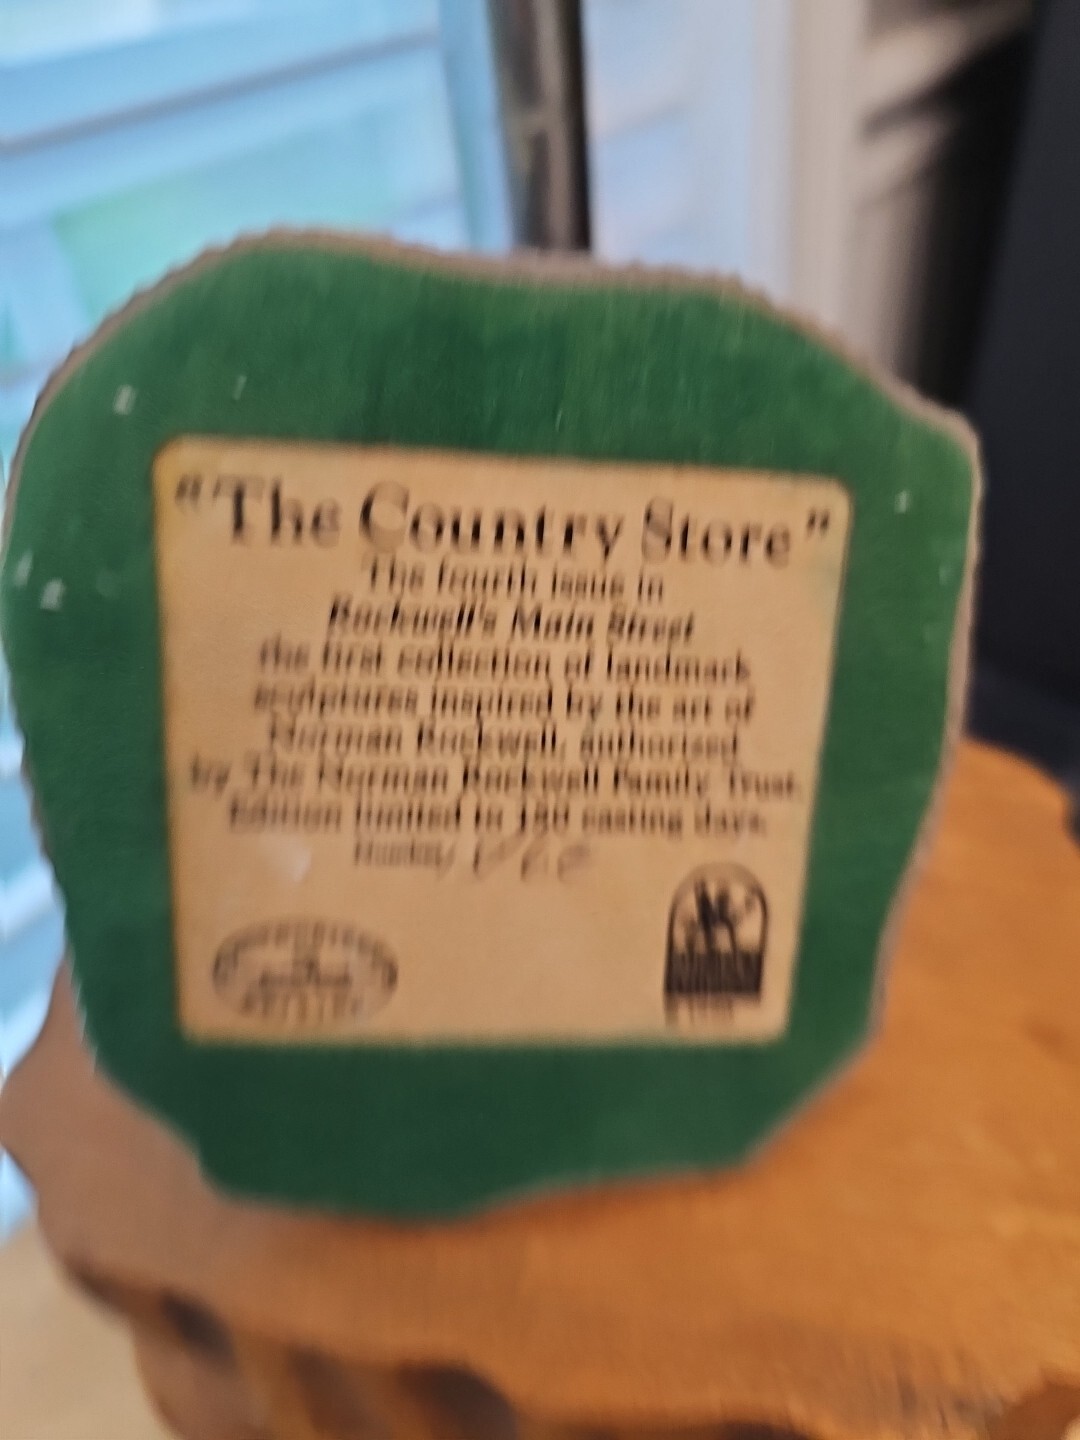 "The Country Store"
The fourth issue in
Rockwell's Main Street
the first collection of landmark
sculptures inspired by the art of
Norman Rockwell, authorized
by The Norman Rockwell Family Trust.
Edition limited to 150 casting days.